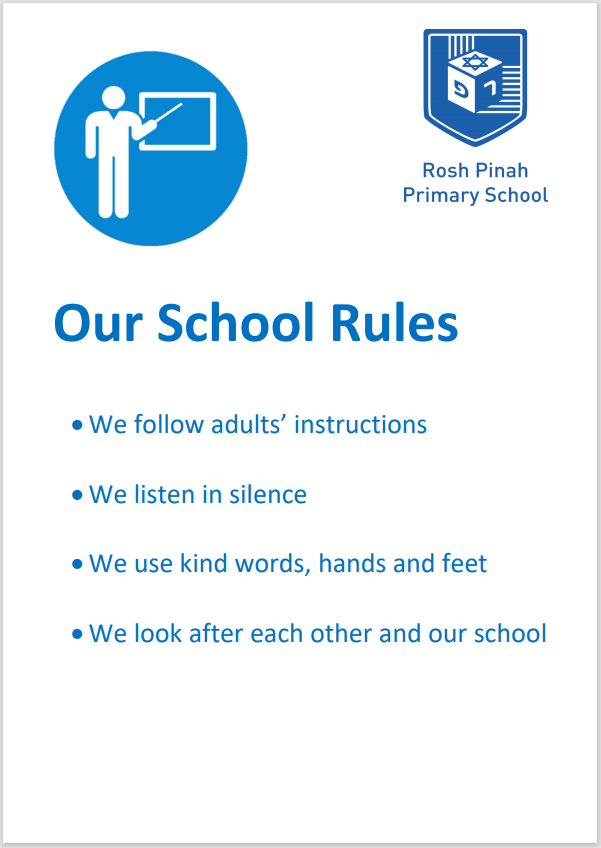 ר
פ
Rosh Pinah
Primary School
Our School Rules
• We follow adults’ instructions
• We listen in silence
• We use kind words, hands and feet
• We look after each other and our school